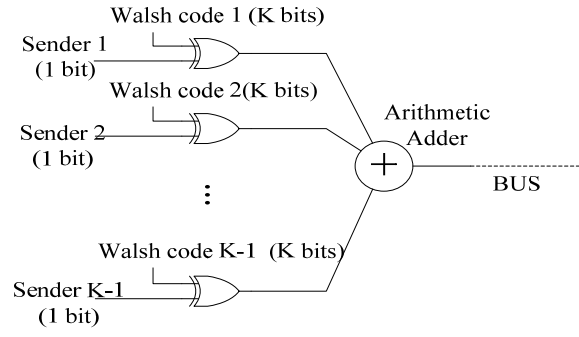 Walsh code 1 (K bits)
Sender 1
(1 bit)
Walsh code 2(K bits)
Sender 2
(1 bit)
Arithmetic
Adder
+
BUS
...
Walsh code K-1 (K bits)
Sender K-1
(1 bit)